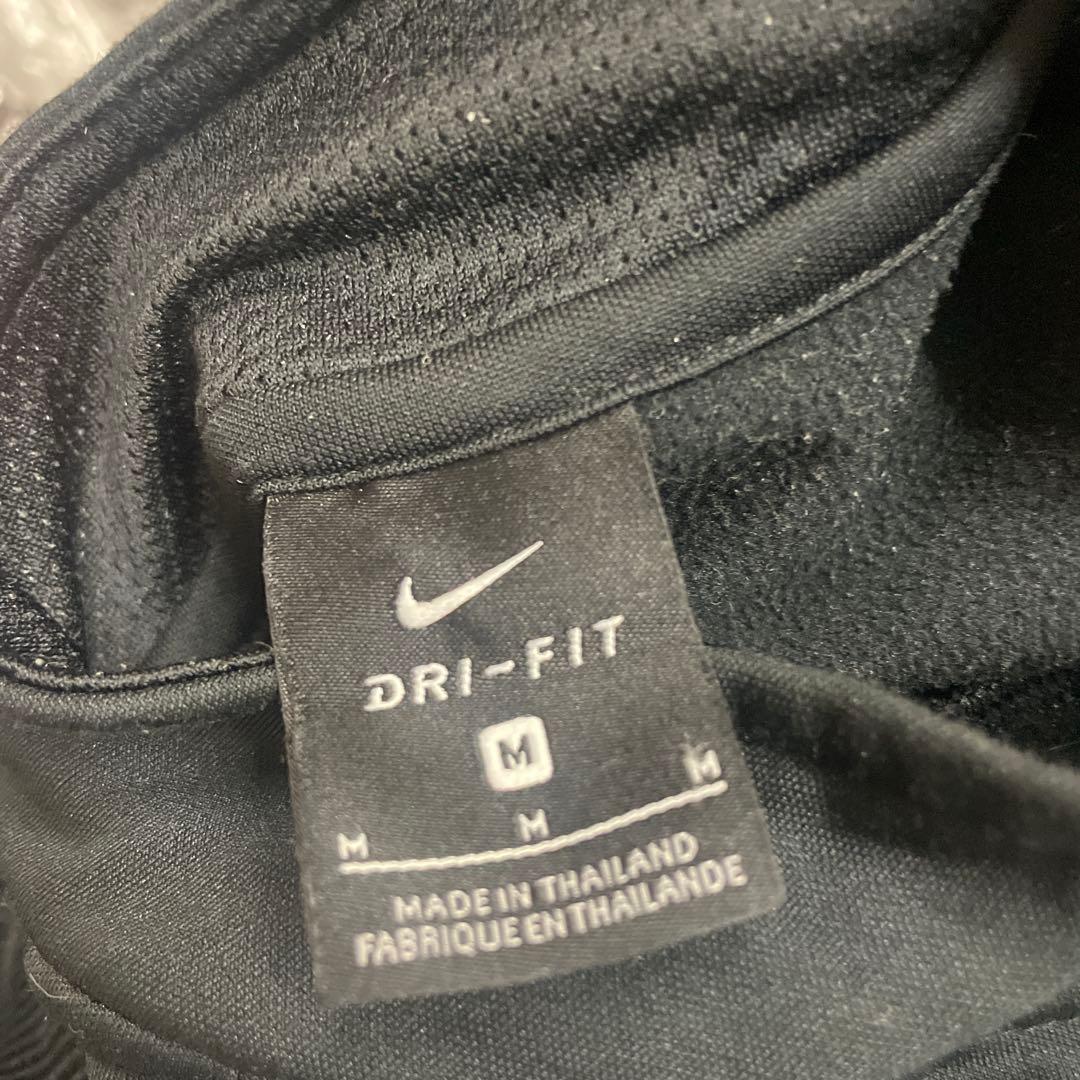 DRI-FIT
M
M M M
MADE IN THAILAND
FABRIQUE EN THAILANDE